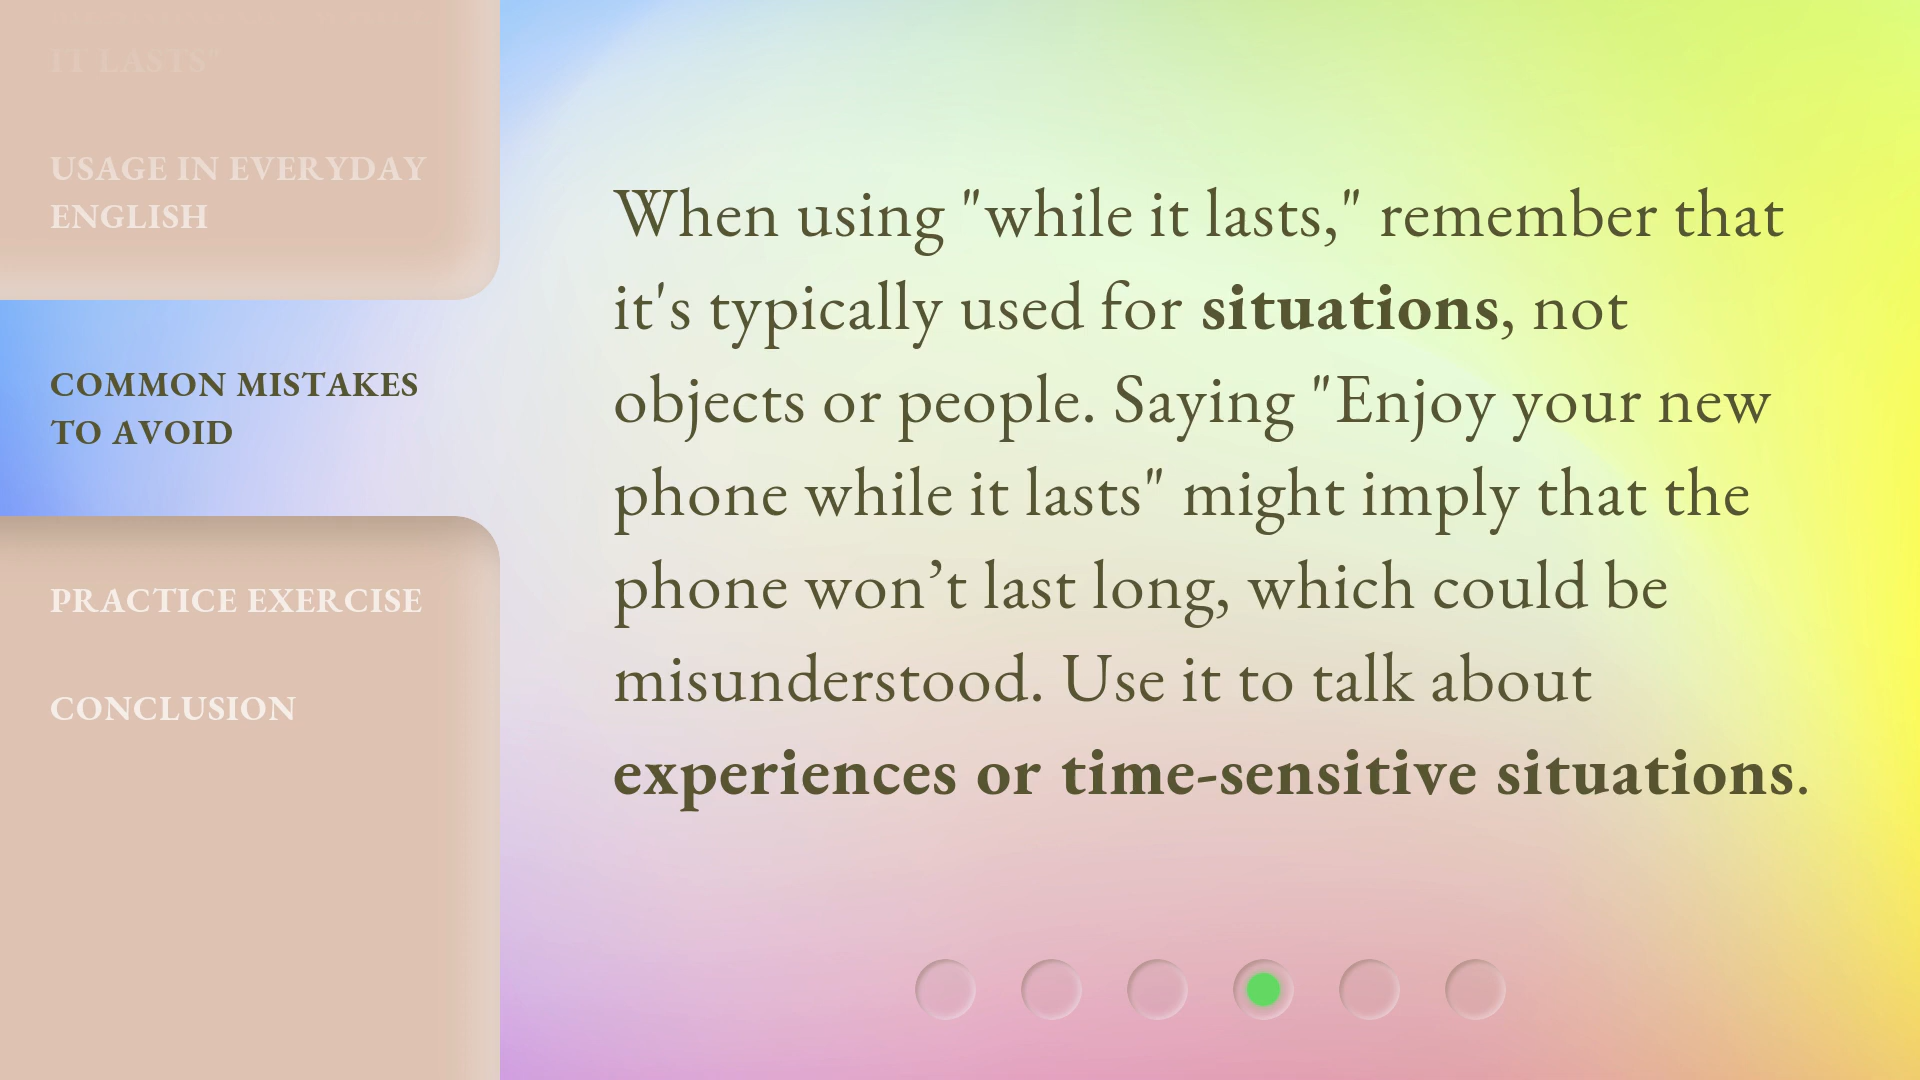 IT LASTS"
USAGE IN EVERYDAY
ENGLISH
COMMON MISTAKES
TO AVOID
PRACTICE EXERCISE
CONCLUSION
When using "while it lasts," remember that
it's typically used for situations, not
objects or people. Saying "Enjoy your new
phone while it lasts" might imply that the
phone won’t last long, which could be
misunderstood. Use it to talk about
experiences or time-sensitive situations.